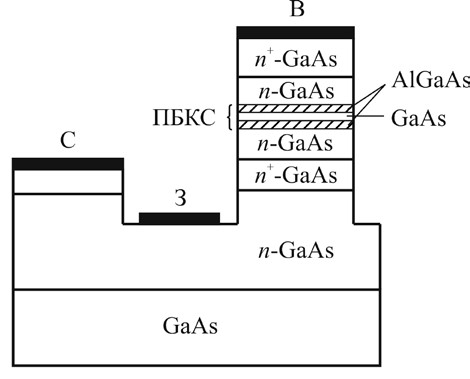 В
n⁺-GaAs
n-GaAs
AlGaAs
ПБКС
GaAs
n-GaAs
С
n⁺-GaAs
З
n-GaAs
GaAs